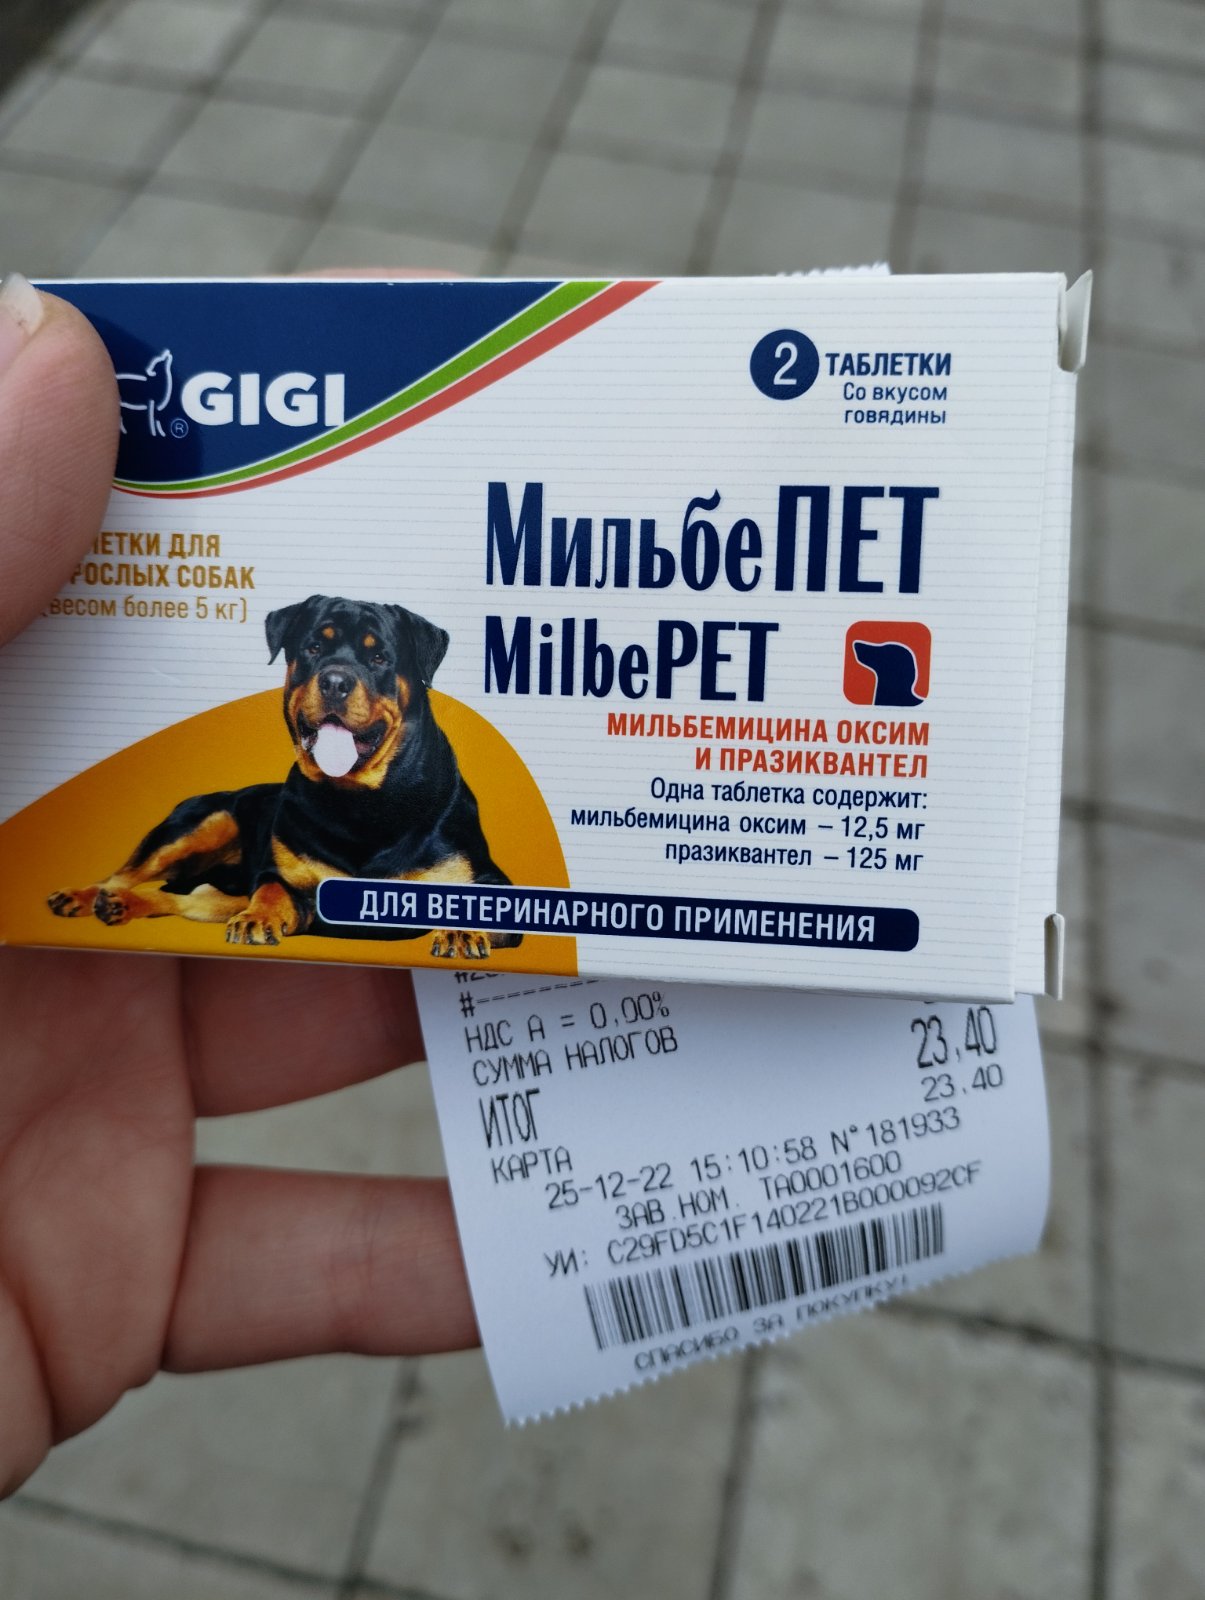 GIGI
®
2 ТАБЛЕТКИ
Со вкусом
говядины
МильбеПЕТ
MilbePET
ДЛЯ
СОБАК
(весом более 5 кг)
МИЛЬБЕМИЦИНА ОКСИМ
И ПРАЗИКВАНТЕЛ
Одна таблетка содержит:
мильбемицина оксим – 12,5 мг
празиквантел – 125 мг
ДЛЯ ВЕТЕРИНАРНОГО ПРИМЕНЕНИЯ
#--------
НДС А = 0,00%
СУММА НАЛОГОВ
ИТОГ 23,40
КАРТА 23.40
25-12-22 15:10:58 N°181933
ЗАВ.НОМ. TA0001600
УИ: C29FD5C1F140221B000092CF
СПАСИБО ЗА ПОКУПКУ!